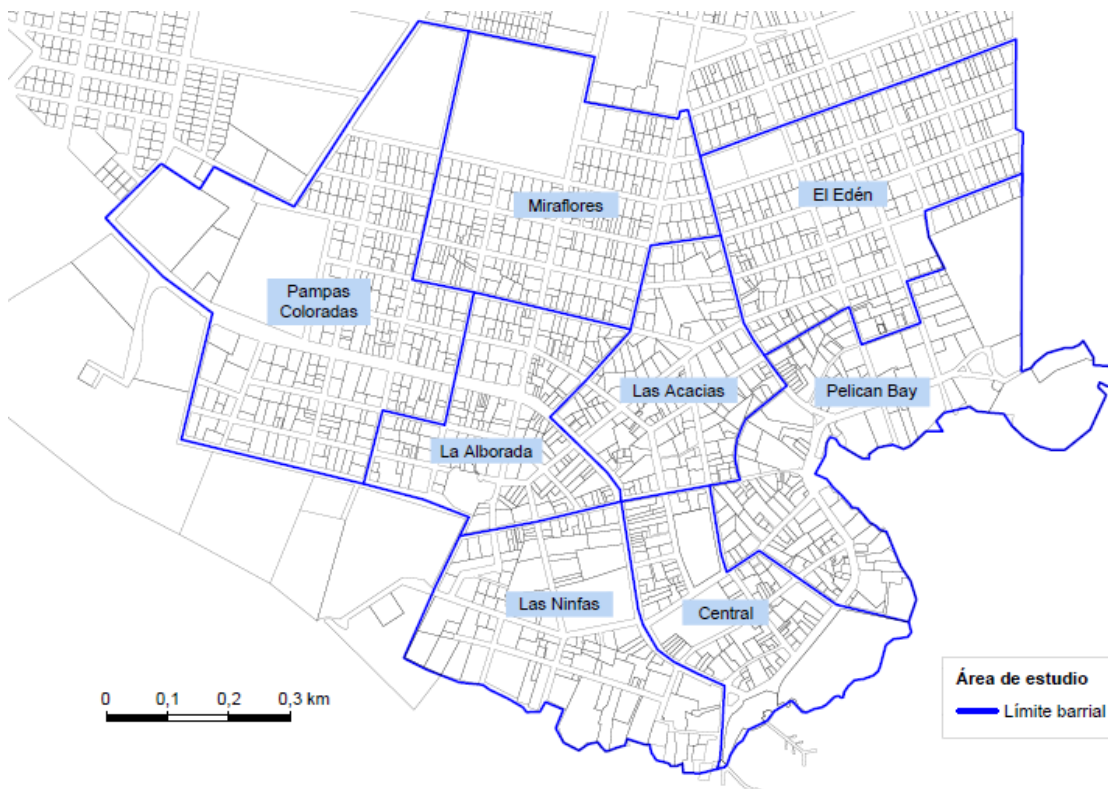 Miraflores
El Edén
Pampas
Coloradas
Las Acacias
Pelican Bay
La Alborada
Las Ninfas
Central
0 0,1 0,2 0,3 km
Área de estudio
Límite barrial